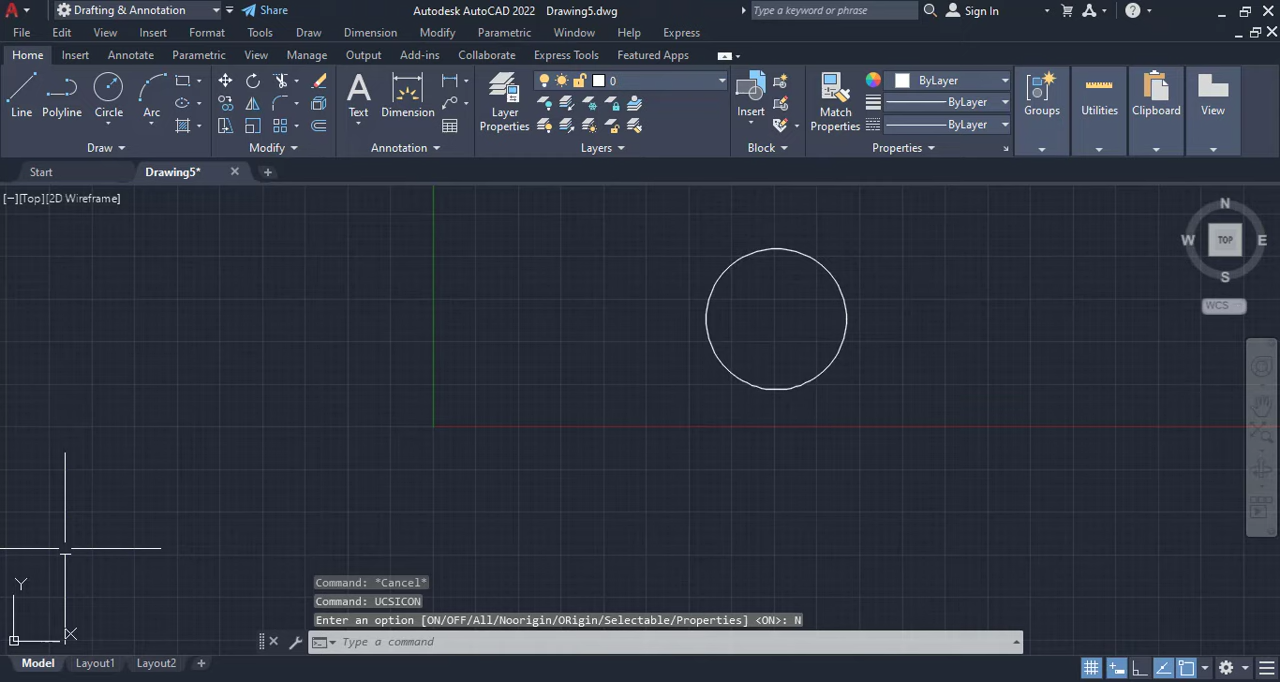 Drafting & Annotation Share Autodesk AutoCAD 2022 Drawing5.dwg Type a keyword or phrase Sign In
File Edit View Insert Format Tools Draw Dimension Modify Parametric Window Help Express
Home Insert Annotate Parametric View Manage Output Add-ins Collaborate Express Tools Featured Apps
0 ByLayer
ByLayer
ByLayer
Line Polyline Circle Arc Text Dimension Layer Properties Insert Match Properties Groups Utilities Clipboard View
Draw Modify Annotation Layers Block Properties
Start Drawing5*
[−][Top][2D Wireframe]
N
W TOP E
S
WCS
Command: *Cancel*
Command: UCSICON
Enter an option [ON/OFF/All/Noorigin/ORigin/Selectable/Properties] <ON>: N
Type a command
Y
X
Model Layout1 Layout2